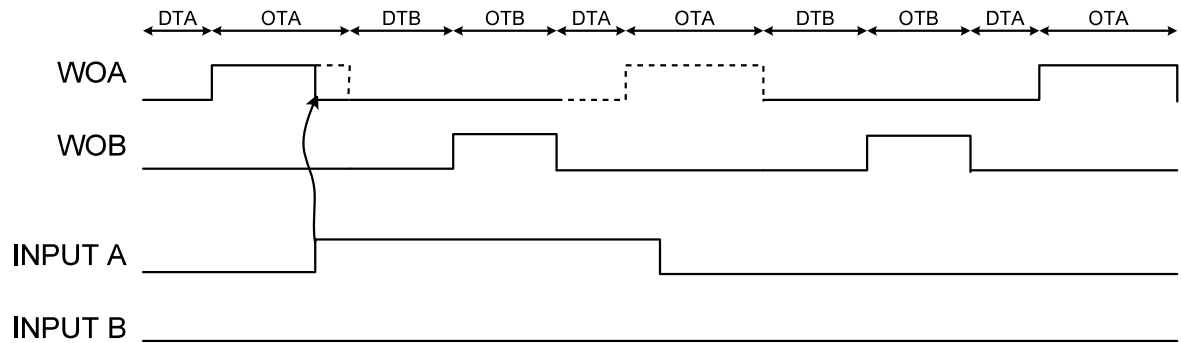 DTA OTA DTB OTB DTA OTA DTB OTB DTA OTA
WOA
WOB
INPUT A
INPUT B